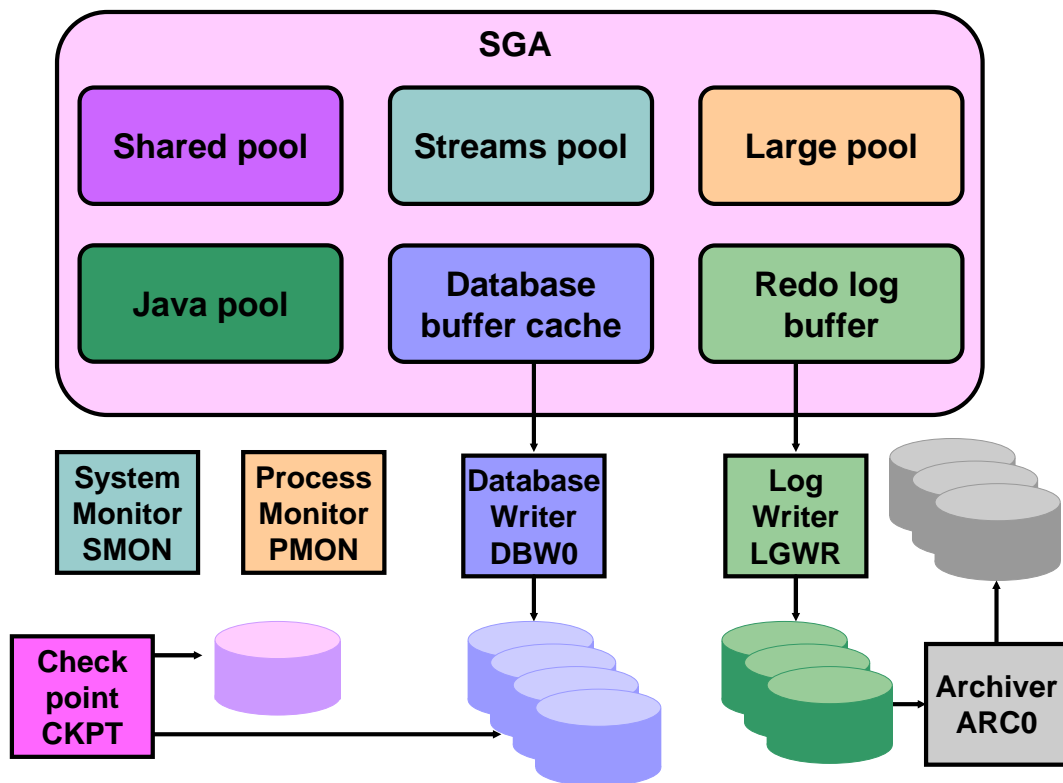 SGA
Shared pool
Streams pool
Large pool
Java pool
Database
buffer cache
Redo log
buffer
System
Monitor
SMON
Process
Monitor
PMON
Database
Writer
DBW0
Log
Writer
LGWR
Check
point
CKPT
Archiver
ARC0